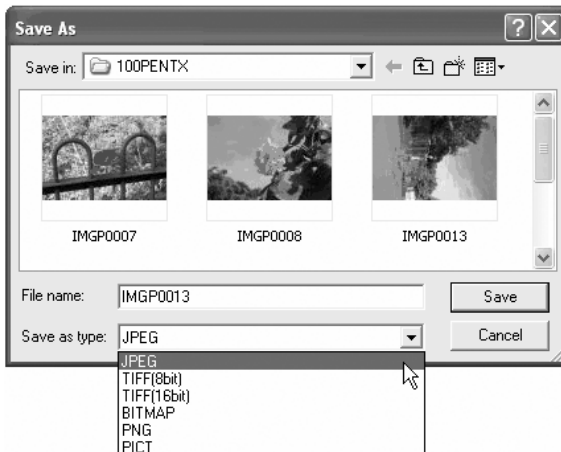 Save As
Save in: 100PENTX
IMGP0007 IMGP0008 IMGP0013
File name: IMGP0013 Save
Save as type: JPEG Cancel
JPEG
TIFF(8bit)
TIFF(16bit)
BITMAP
PNG
PICT